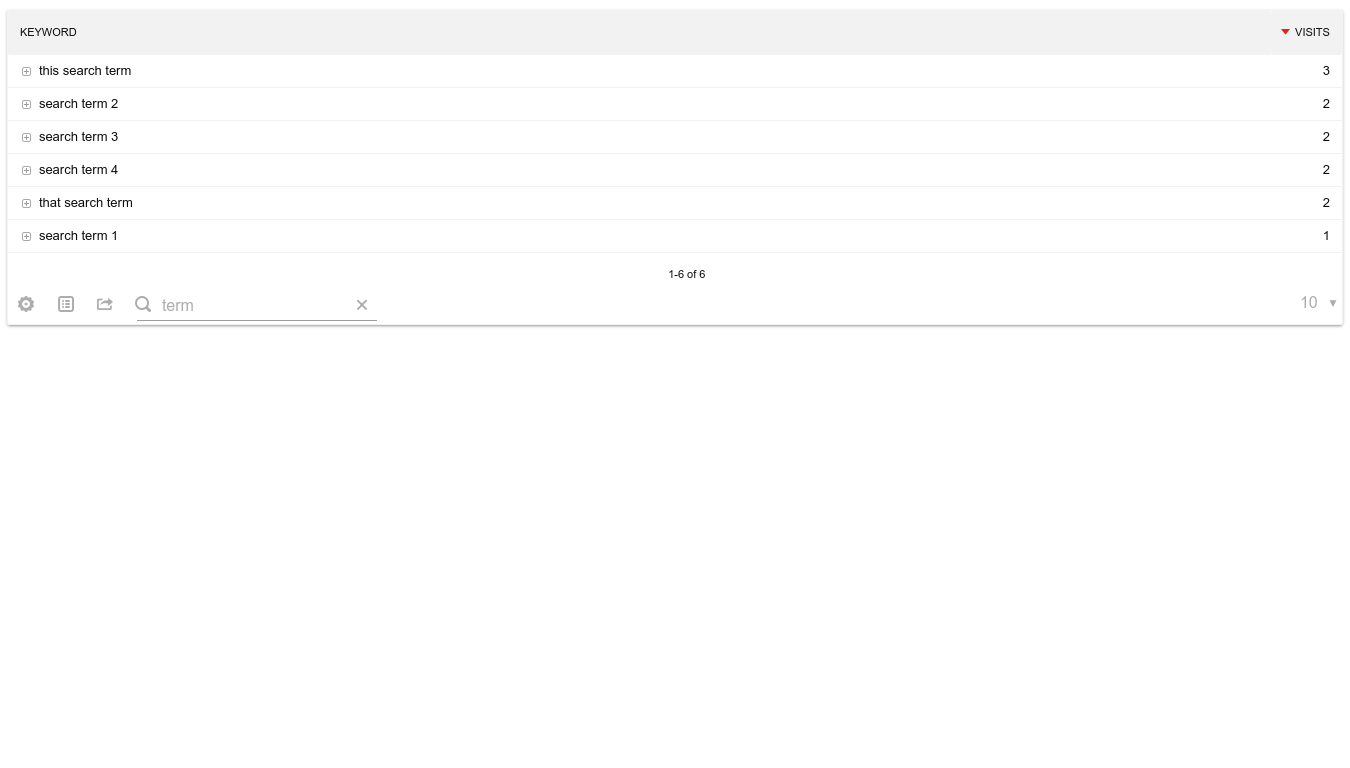 KEYWORD VISITS
this search term 3
search term 2 2
search term 3 2
search term 4 2
that search term 2
search term 1 1
1-6 of 6
term 10